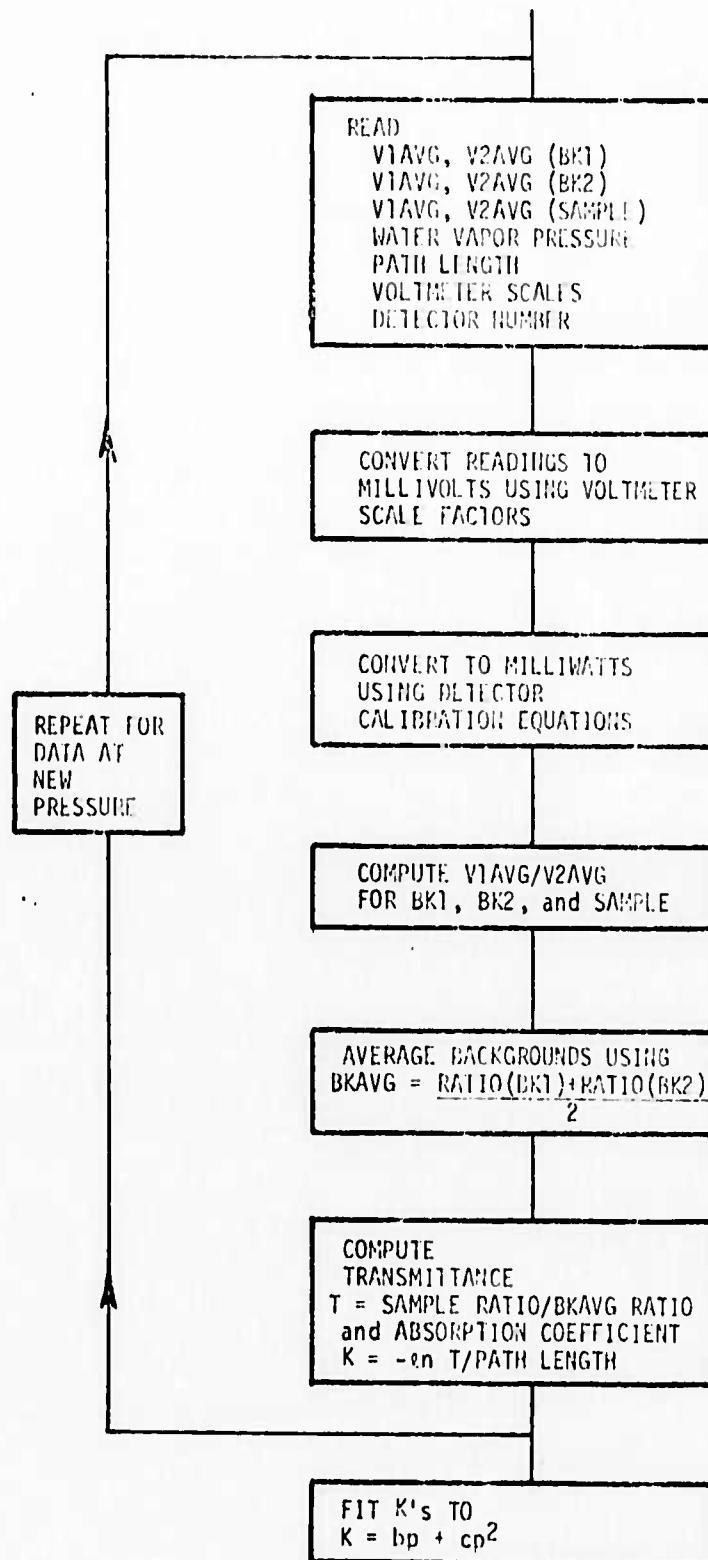 READ
V1AVG, V2AVG (BK1)
V1AVG, V2AVG (BK2)
V1AVG, V2AVG (SAMPLE)
WATER VAPOR PRESSURE
PATH LENGTH
VOLTMETER SCALES
DETECTOR NUMBER
CONVERT READINGS TO
MILLIVOLTS USING VOLTMETER
SCALE FACTORS
CONVERT TO MILLIWATTS
USING DETECTOR
CALIBRATION EQUATIONS
REPEAT FOR
DATA AT
NEW
PRESSURE
COMPUTE V1AVG/V2AVG
FOR BK1, BK2, and SAMPLE
AVERAGE BACKGROUNDS USING
BKAVG = RATIO(BK1)+RATIO(BK2)
2
COMPUTE
TRANSMITTANCE
T = SAMPLE RATIO/BKAVG RATIO
and ABSORPTION COEFFICIENT
K = -ℓn T/PATH LENGTH
FIT K's TO
K = bp + cp²